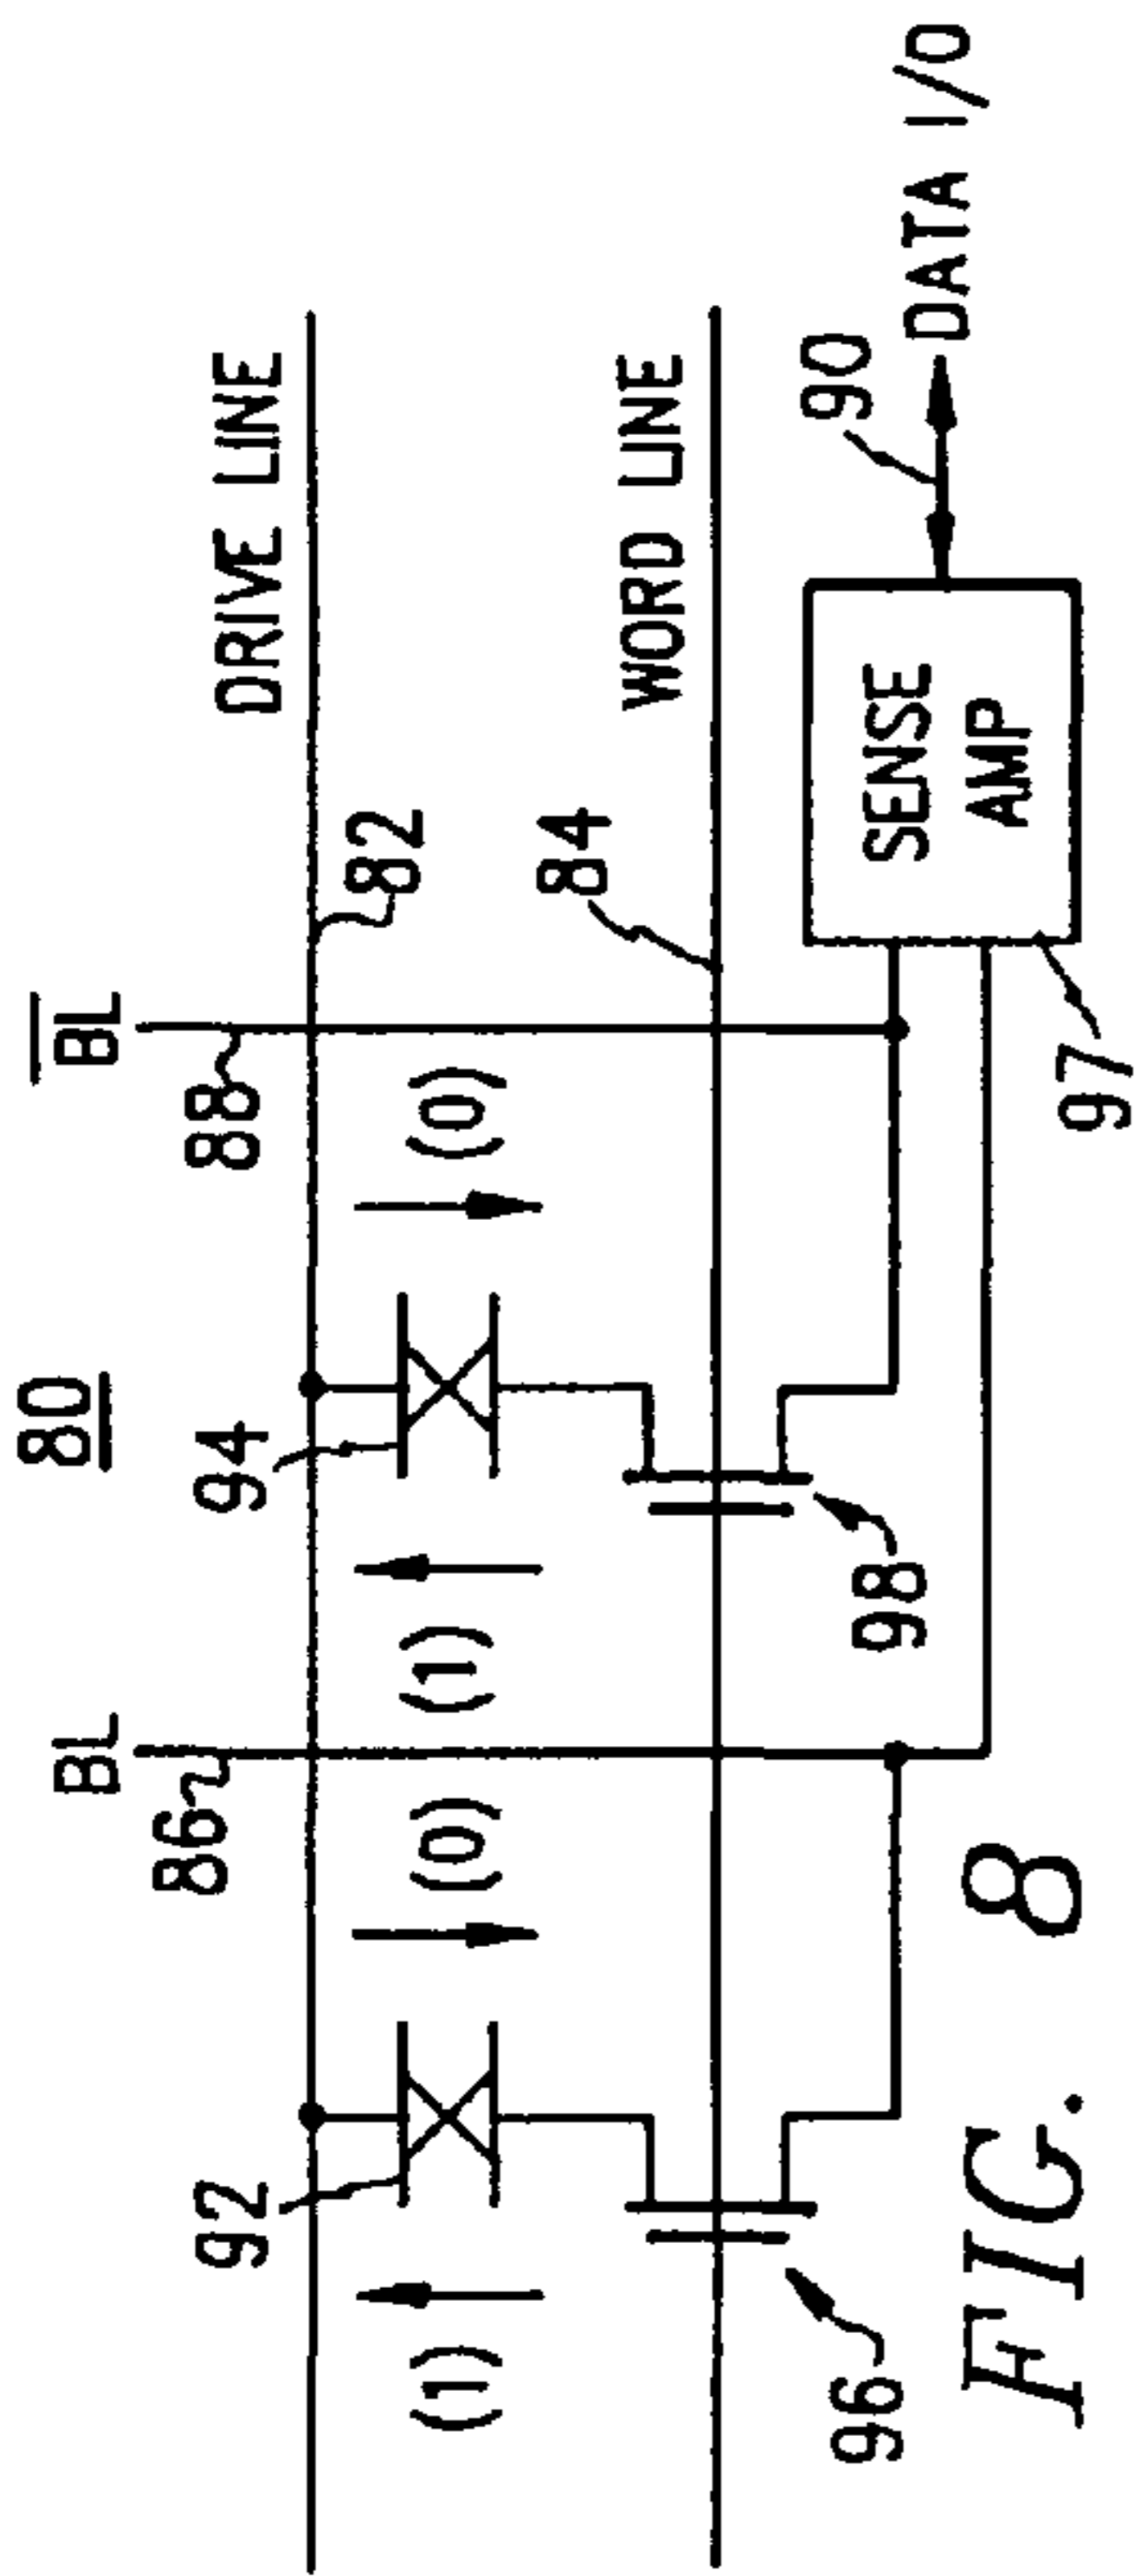 80
BL
BL
86
88
DRIVE LINE
92
94
82
(1)
(0)
(1)
(0)
WORD LINE
84
96
98
SENSE
AMP
90
DATA I/O
97
FIG. 8